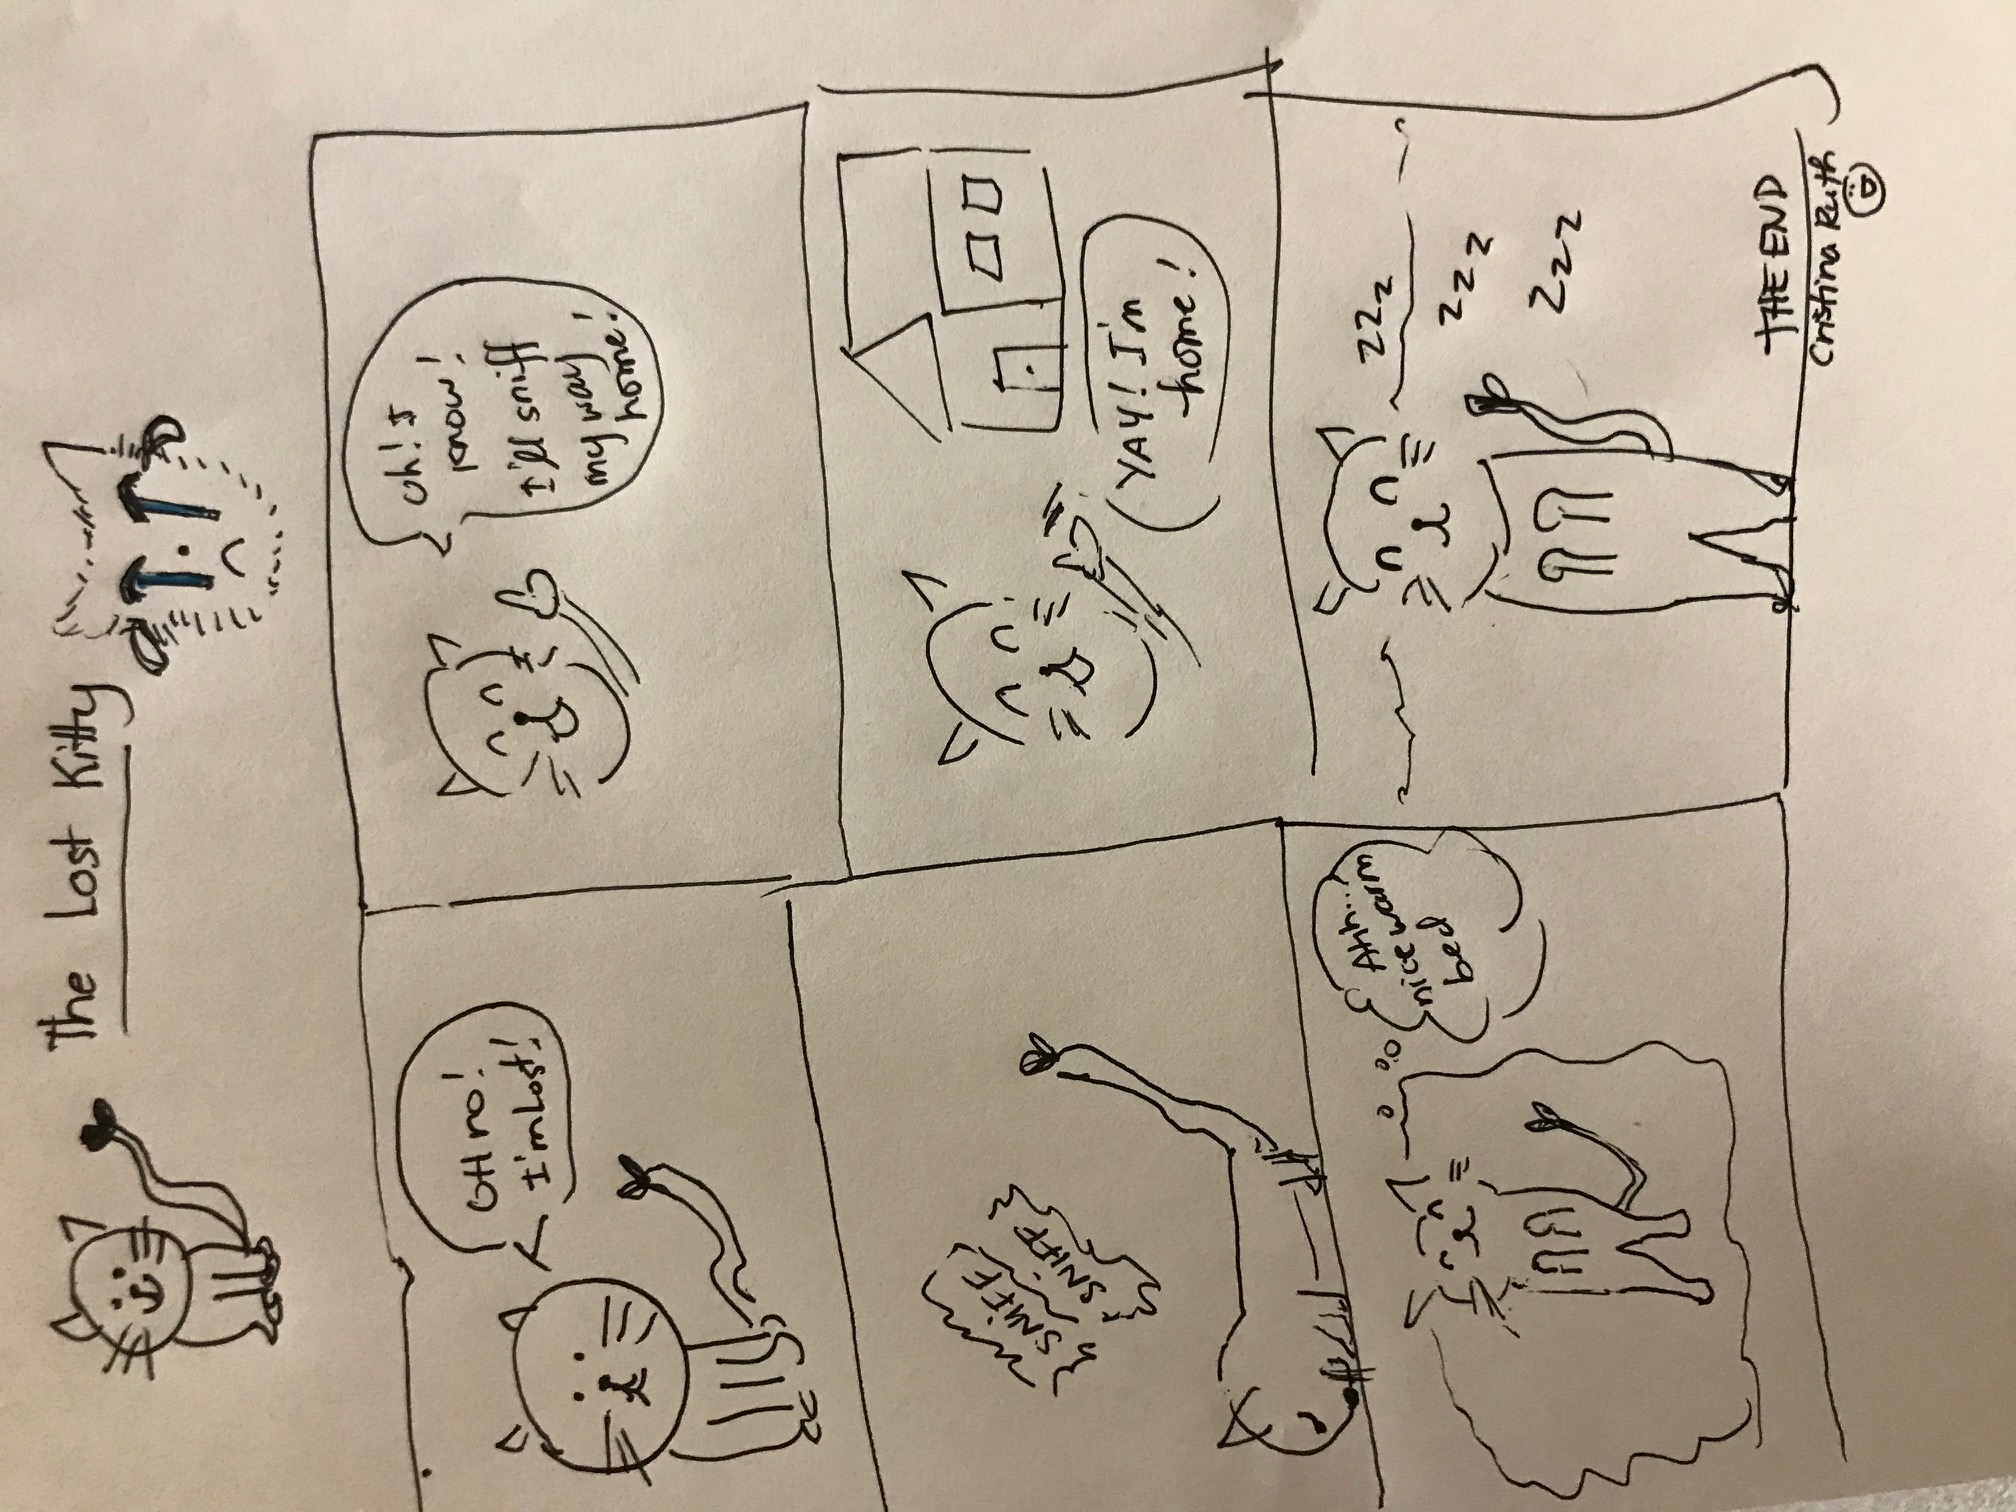 The Lost Kitty
OH no!
I'm Lost!
Oh! I
know!
I'll sniff
my way
home!
SNIFF
SNIFF
YAY! I'm
home!
Ahh...
nice warm
bed
zzz
zzz
zzz
THE END
Cristina Ruth